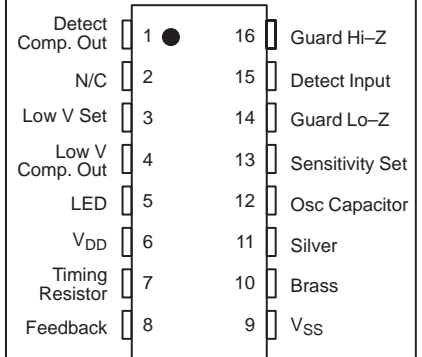 Detect
Comp. Out 1 16 Guard Hi–Z
N/C 2 15 Detect Input
Low V Set 3 14 Guard Lo–Z
Low V
Comp. Out 4 13 Sensitivity Set
LED 5 12 Osc Capacitor
VDD 6 11 Silver
Timing
Resistor 7 10 Brass
Feedback 8 9 VSS